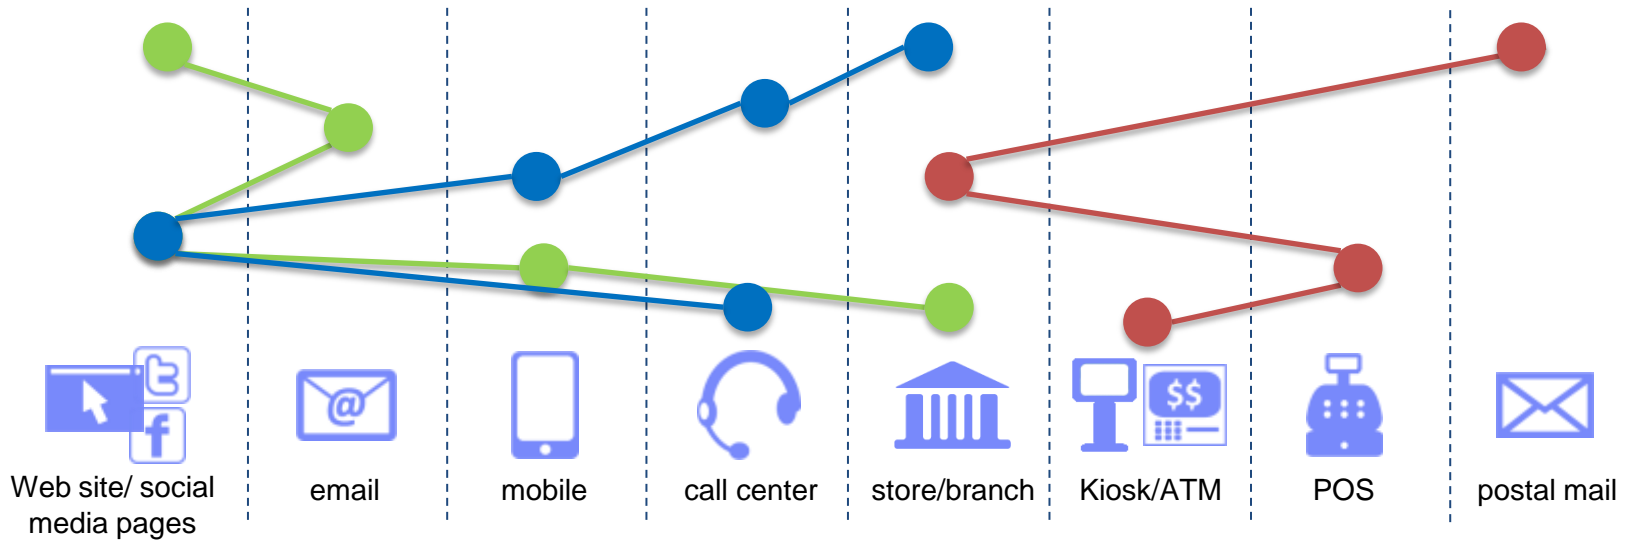 t
f
@
$$
Web site/ social
media pages
email
mobile
call center
store/branch
Kiosk/ATM
POS
postal mail